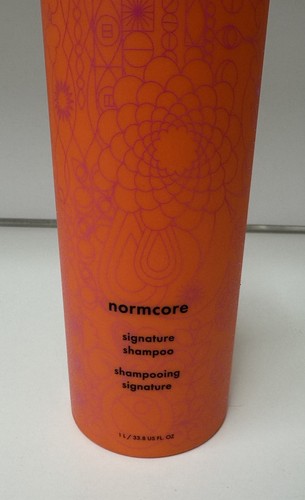 normcore
signature
shampoo
shampooing
signature
1 L / 33.8 US FL OZ